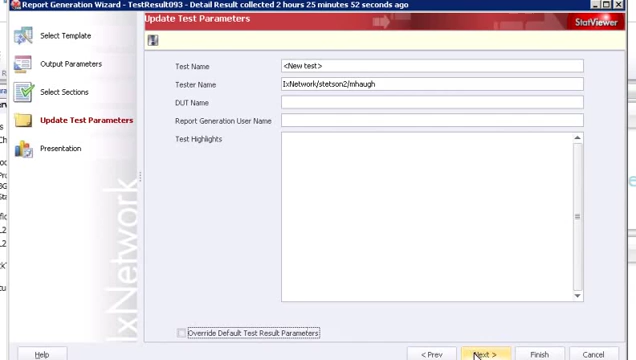 Report Generation Wizard - TestResult093 - Detail Result collected 2 hours 25 minutes 52 seconds ago
Update Test Parameters
StatViewer
Select Template
Output Parameters
Select Sections
Update Test Parameters
Presentation
Test Name
<New test>
Tester Name
IxNetwork/stetson2/mhaugh
DUT Name
Report Generation User Name
Test Highlights
IxNetwork
Override Default Test Result Parameters
Help
< Prev
Next >
Finish
Cancel